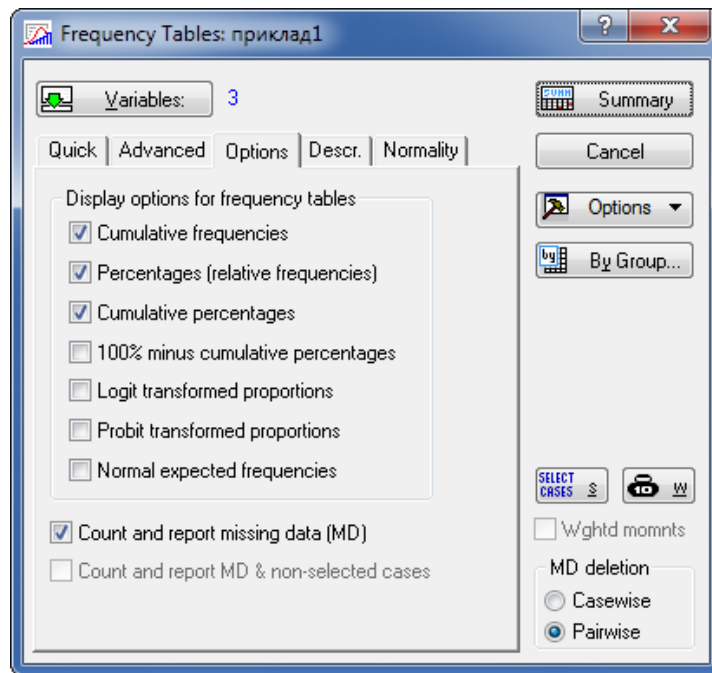 Frequency Tables: приклад1
Variables: 3
Quick Advanced Options Descr. Normality
Display options for frequency tables
Cumulative frequencies
Percentages (relative frequencies)
Cumulative percentages
100% minus cumulative percentages
Logit transformed proportions
Probit transformed proportions
Normal expected frequencies
Count and report missing data (MD)
Count and report MD & non-selected cases
Summary
Cancel
Options
By Group...
SELECT CASES S
W
Wghtd momnts
MD deletion
Casewise
Pairwise